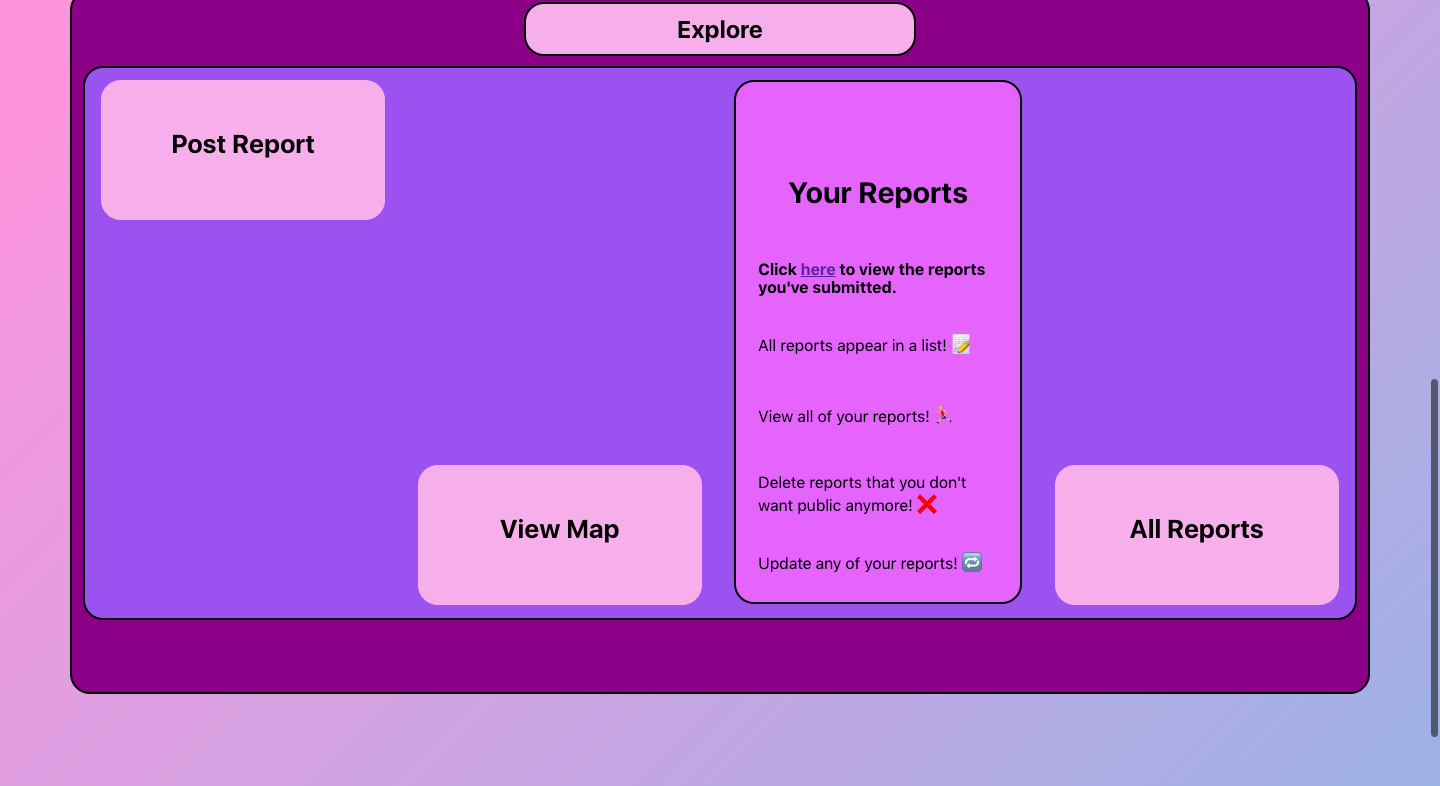 Explore
Post Report
Your Reports
Click here to view the reports
you've submitted.
All reports appear in a list! 📝
View all of your reports! 🏃‍♀️
Delete reports that you don't
want public anymore! ❌
Update any of your reports! 🔁
View Map
All Reports